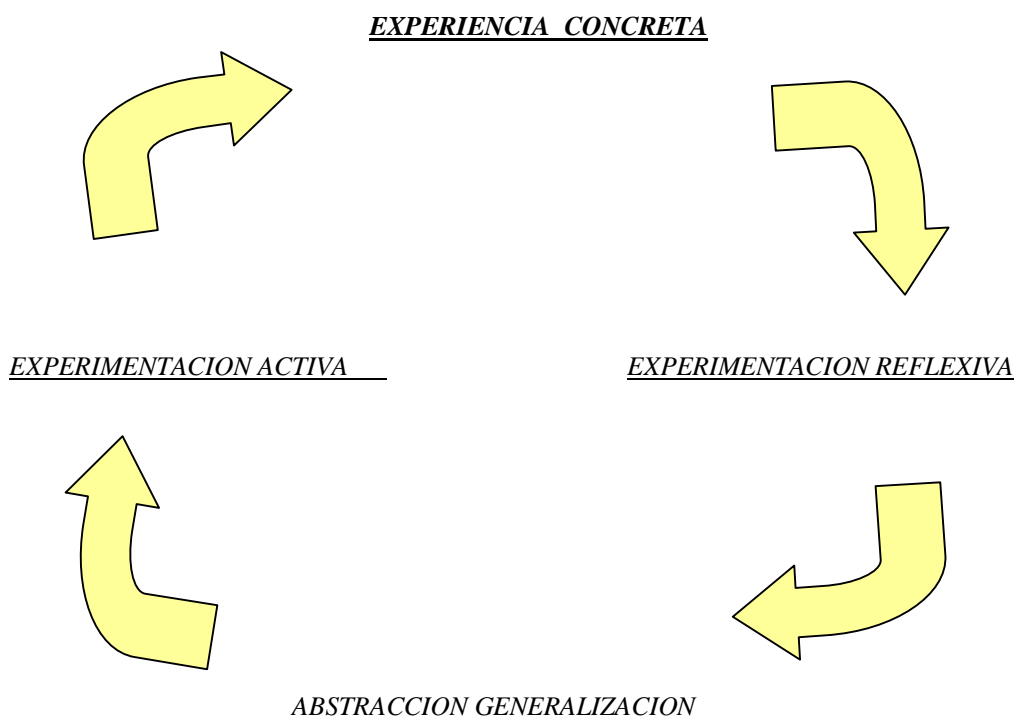 EXPERIENCIA CONCRETA
EXPERIMENTACION ACTIVA
EXPERIMENTACION REFLEXIVA
ABSTRACCION GENERALIZACION